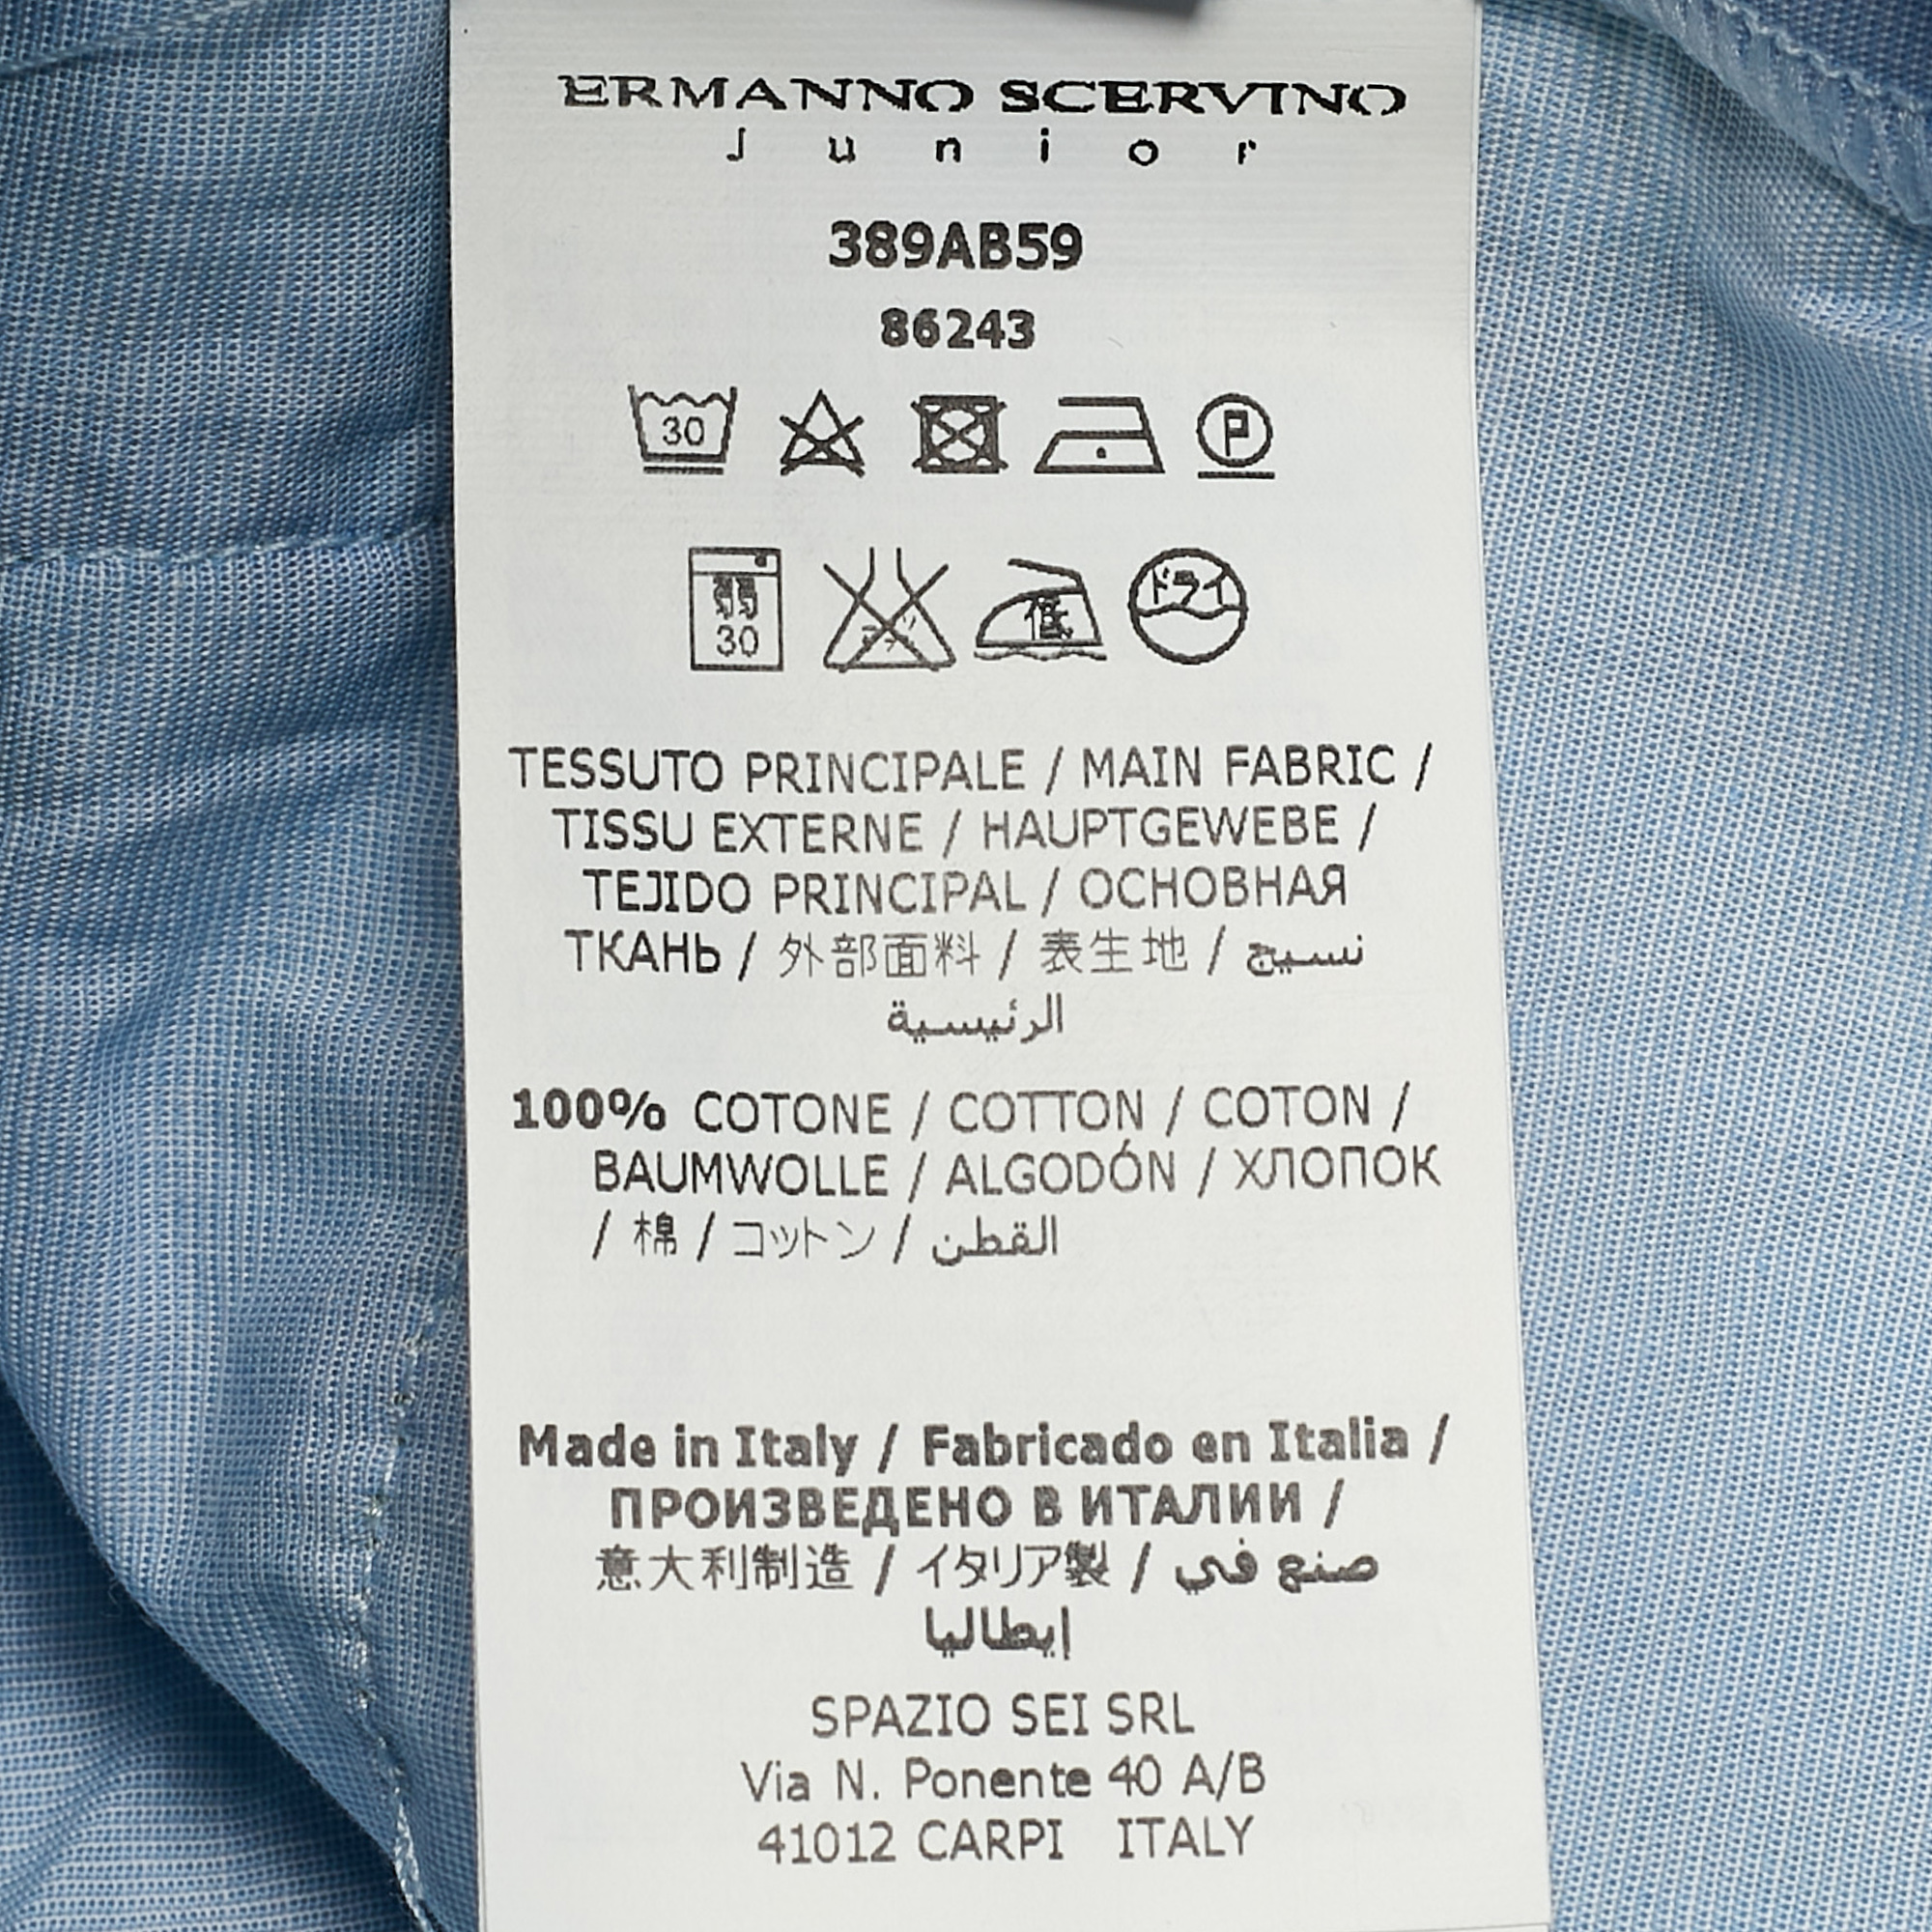 ERMANNO SCERVINO
Junior
389AB59
86243
30
P
30
低
ドライ
TESSUTO PRINCIPALE / MAIN FABRIC /
TISSU EXTERNE / HAUPTGEWEBE /
TEJIDO PRINCIPAL / ОСНОВНАЯ
ТКАНЬ / 外部面料 / 表生地 / نسيج
الرئيسية
100% COTONE / COTTON / COTON /
BAUMWOLLE / ALGODÓN / ХЛОПОК
/ 棉 / コットン / القطن
Made in Italy / Fabricado en Italia /
ПРОИЗВЕДЕНО В ИТАЛИИ /
意大利制造 / イタリア製 / صنع في
إيطاليا
SPAZIO SEI SRL
Via N. Ponente 40 A/B
41012 CARPI ITALY